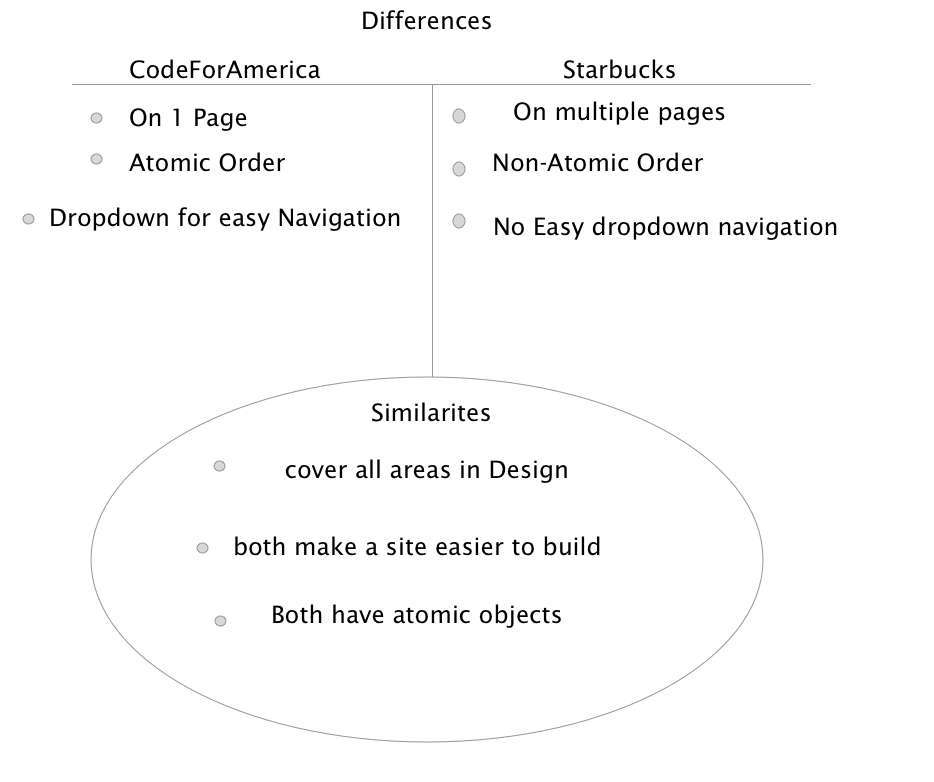 Differences
CodeForAmerica
Starbucks
On 1 Page
On multiple pages
Atomic Order
Non-Atomic Order
Dropdown for easy Navigation
No Easy dropdown navigation
Similarites
cover all areas in Design
both make a site easier to build
Both have atomic objects